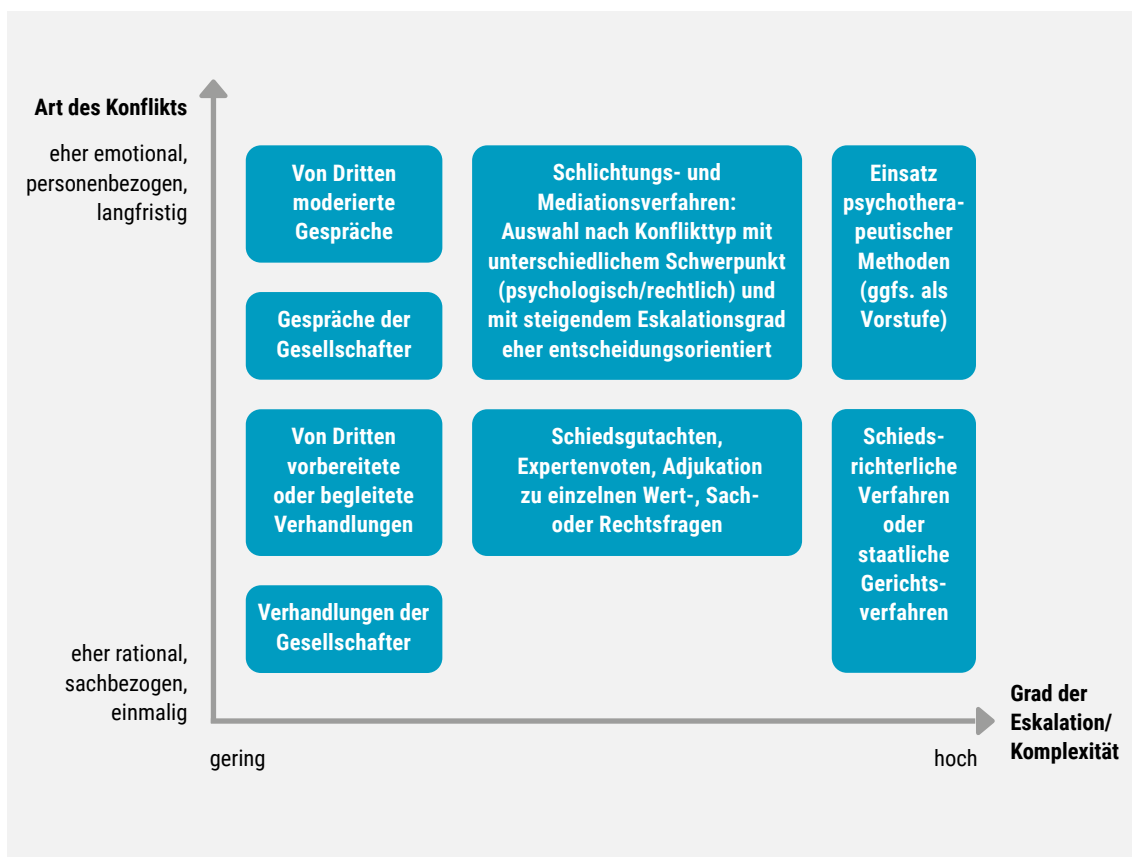 Art des Konflikts
eher emotional,
personenbezogen,
langfristig
Von Dritten
moderierte
Gespräche
Gespräche der
Gesellschafter
Schlichtungs- und
Mediationsverfahren:
Auswahl nach Konflikttyp mit
unterschiedlichem Schwerpunkt
(psychologisch/rechtlich) und
mit steigendem Eskalationsgrad
eher entscheidungsorientiert
Einsatz
psychothera-
peutischer
Methoden
(ggfs. als
Vorstufe)
Von Dritten
vorbereitete
oder begleitete
Verhandlungen
Verhandlungen der
Gesellschafter
Schiedsgutachten,
Expertenvoten, Adjukation
zu einzelnen Wert-, Sach-
oder Rechtsfragen
Schieds-
richterliche
Verfahren
oder
staatliche
Gerichts-
verfahren
eher rational,
sachbezogen,
einmalig
gering
hoch
Grad der
Eskalation/
Komplexität